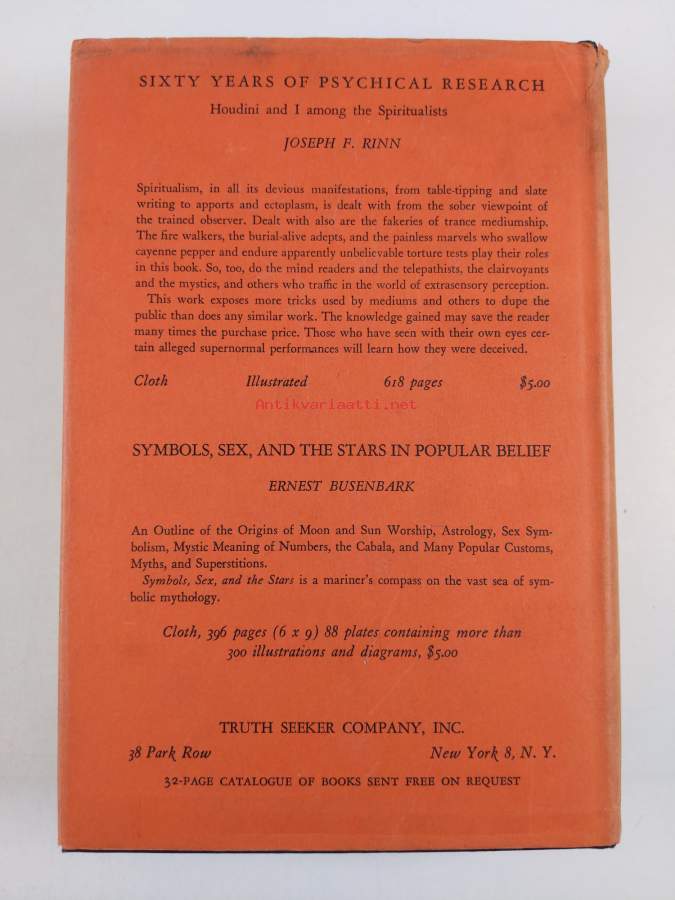 SIXTY YEARS OF PSYCHICAL RESEARCH
Houdini and I among the Spiritualists
JOSEPH F. RINN
Spiritualism, in all its devious manifestations, from table-tipping and slate
writing to apports and ectoplasm, is dealt with from the sober viewpoint of
the trained observer. Dealt with also are the fakeries of trance mediumship.
The fire walkers, the burial-alive adepts, and the painless marvels who swallow
cayenne pepper and endure apparently unbelievable torture tests play their roles
in this book. So, too, do the mind readers and the telepathists, the clairvoyants
and the mystics, and others who traffic in the world of extrasensory perception.
This work exposes more tricks used by mediums and others to dupe the
public than does any similar work. The knowledge gained may save the reader
many times the purchase price. Those who have seen with their own eyes cer-
tain alleged supernormal performances will learn how they were deceived.
Cloth Illustrated 618 pages $5.00
Antikvariaatti.net
SYMBOLS, SEX, AND THE STARS IN POPULAR BELIEF
ERNEST BUSENBARK
An Outline of the Origins of Moon and Sun Worship, Astrology, Sex Sym-
bolism, Mystic Meaning of Numbers, the Cabala, and Many Popular Customs,
Myths, and Superstitions.
Symbols, Sex, and the Stars is a mariner's compass on the vast sea of sym-
bolic mythology.
Cloth, 396 pages (6 x 9) 88 plates containing more than
300 illustrations and diagrams, $5.00
TRUTH SEEKER COMPANY, INC.
38 Park Row New York 8, N. Y.
32-PAGE CATALOGUE OF BOOKS SENT FREE ON REQUEST